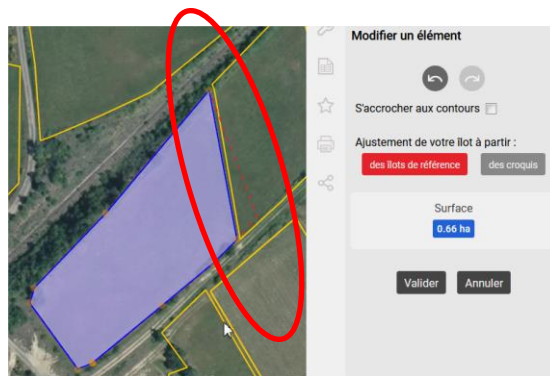 Modifier un élément
S'accrocher aux contours
Ajustement de votre îlot à partir :
des îlots de référence des croquis
Surface
0.66 ha
Valider Annuler